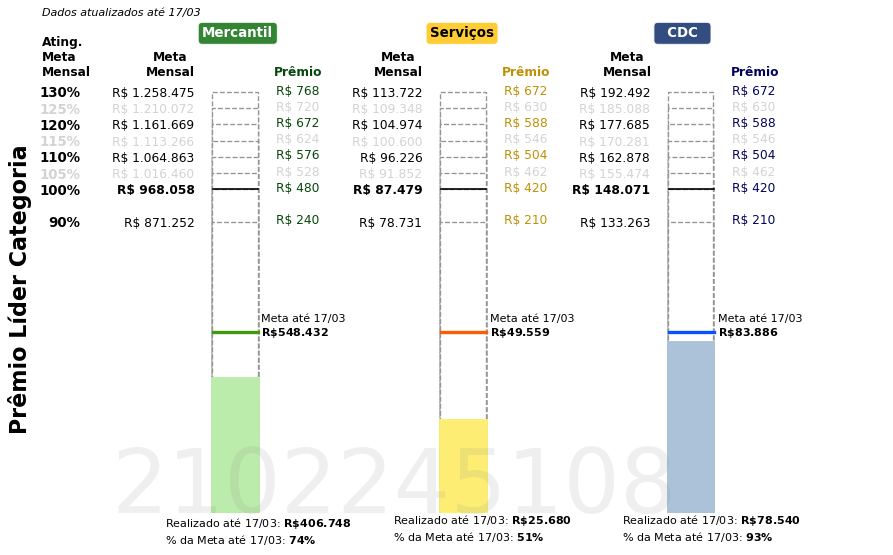 Dados atualizados até 17/03
Mercantil Serviços CDC
Ating.
Meta Meta Meta Meta
Mensal Mensal Prêmio Mensal Prêmio Mensal Prêmio
130% R$ 1.258.475 R$ 768 R$ 113.722 R$ 672 R$ 192.492 R$ 672
125% R$ 1.210.072 R$ 720 R$ 109.348 R$ 630 R$ 185.088 R$ 630
120% R$ 1.161.669 R$ 672 R$ 104.974 R$ 588 R$ 177.685 R$ 588
115% R$ 1.113.266 R$ 624 R$ 100.600 R$ 546 R$ 170.281 R$ 546
110% R$ 1.064.863 R$ 576 R$ 96.226 R$ 504 R$ 162.878 R$ 504
105% R$ 1.016.460 R$ 528 R$ 91.852 R$ 462 R$ 155.474 R$ 462
100% R$ 968.058 R$ 480 R$ 87.479 R$ 420 R$ 148.071 R$ 420
90% R$ 871.252 R$ 240 R$ 78.731 R$ 210 R$ 133.263 R$ 210
Prêmio Líder Categoria
Meta até 17/03 Meta até 17/03 Meta até 17/03
R$548.432 R$49.559 R$83.886
2102245108
Realizado até 17/03: R$406.748 Realizado até 17/03: R$25.680 Realizado até 17/03: R$78.540
% da Meta até 17/03: 74% % da Meta até 17/03: 51% % da Meta até 17/03: 93%